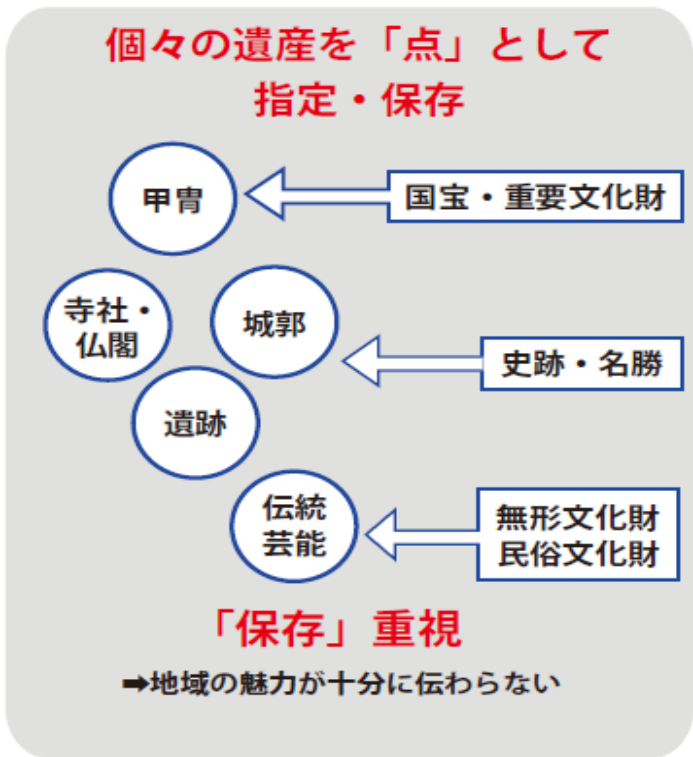 個々の遺産を「点」として
指定・保存
甲冑
国宝・重要文化財
寺社・
仏閣
城郭
史跡・名勝
遺跡
伝統
芸能
無形文化財
民俗文化財
「保存」重視
➡地域の魅力が十分に伝わらない